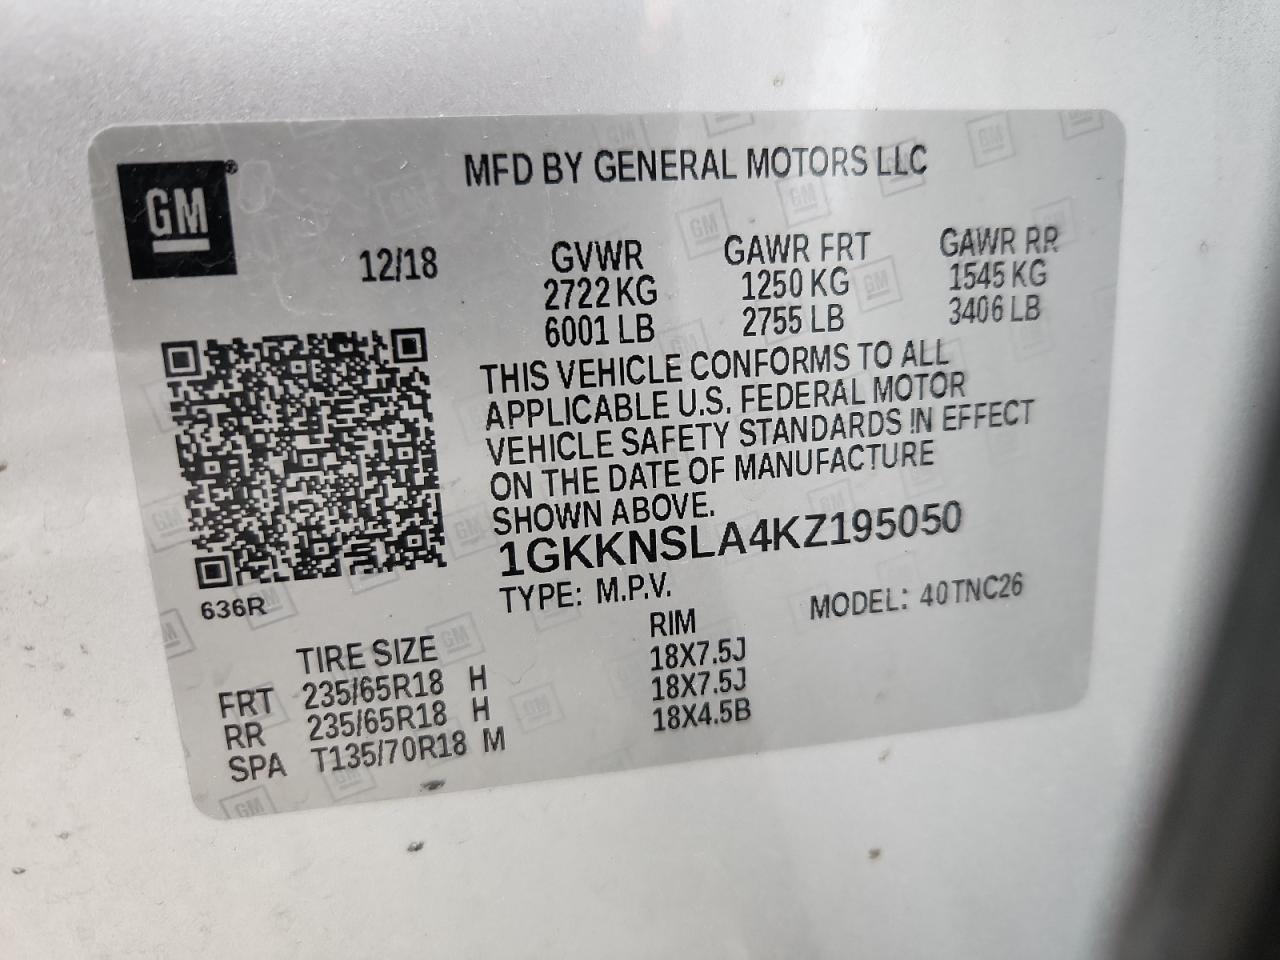 GM
MFD BY GENERAL MOTORS LLC
12/18
GVWR GAWR FRT GAWR RR
2722 KG 1250 KG 1545 KG
6001 LB 2755 LB 3406 LB
THIS VEHICLE CONFORMS TO ALL
APPLICABLE U.S. FEDERAL MOTOR
VEHICLE SAFETY STANDARDS IN EFFECT
ON THE DATE OF MANUFACTURE
SHOWN ABOVE.
1GKKNSLA4KZ195050
TYPE: M.P.V. MODEL: 40TNC26
636R
TIRE SIZE RIM
FRT 235/65R18 H 18X7.5J
RR 235/65R18 H 18X7.5J
SPA T135/70R18 M 18X4.5B